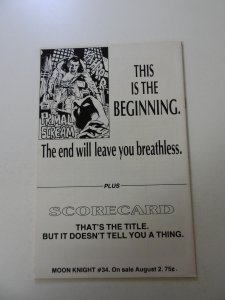 PRIMAL
SCREAM
THIS
IS THE
BEGINNING.
The end will leave you breathless.
PLUS
SCORECARD
THAT'S THE TITLE.
BUT IT DOESN'T TELL YOU A THING.
MOON KNIGHT #34. On sale August 2. 75¢.